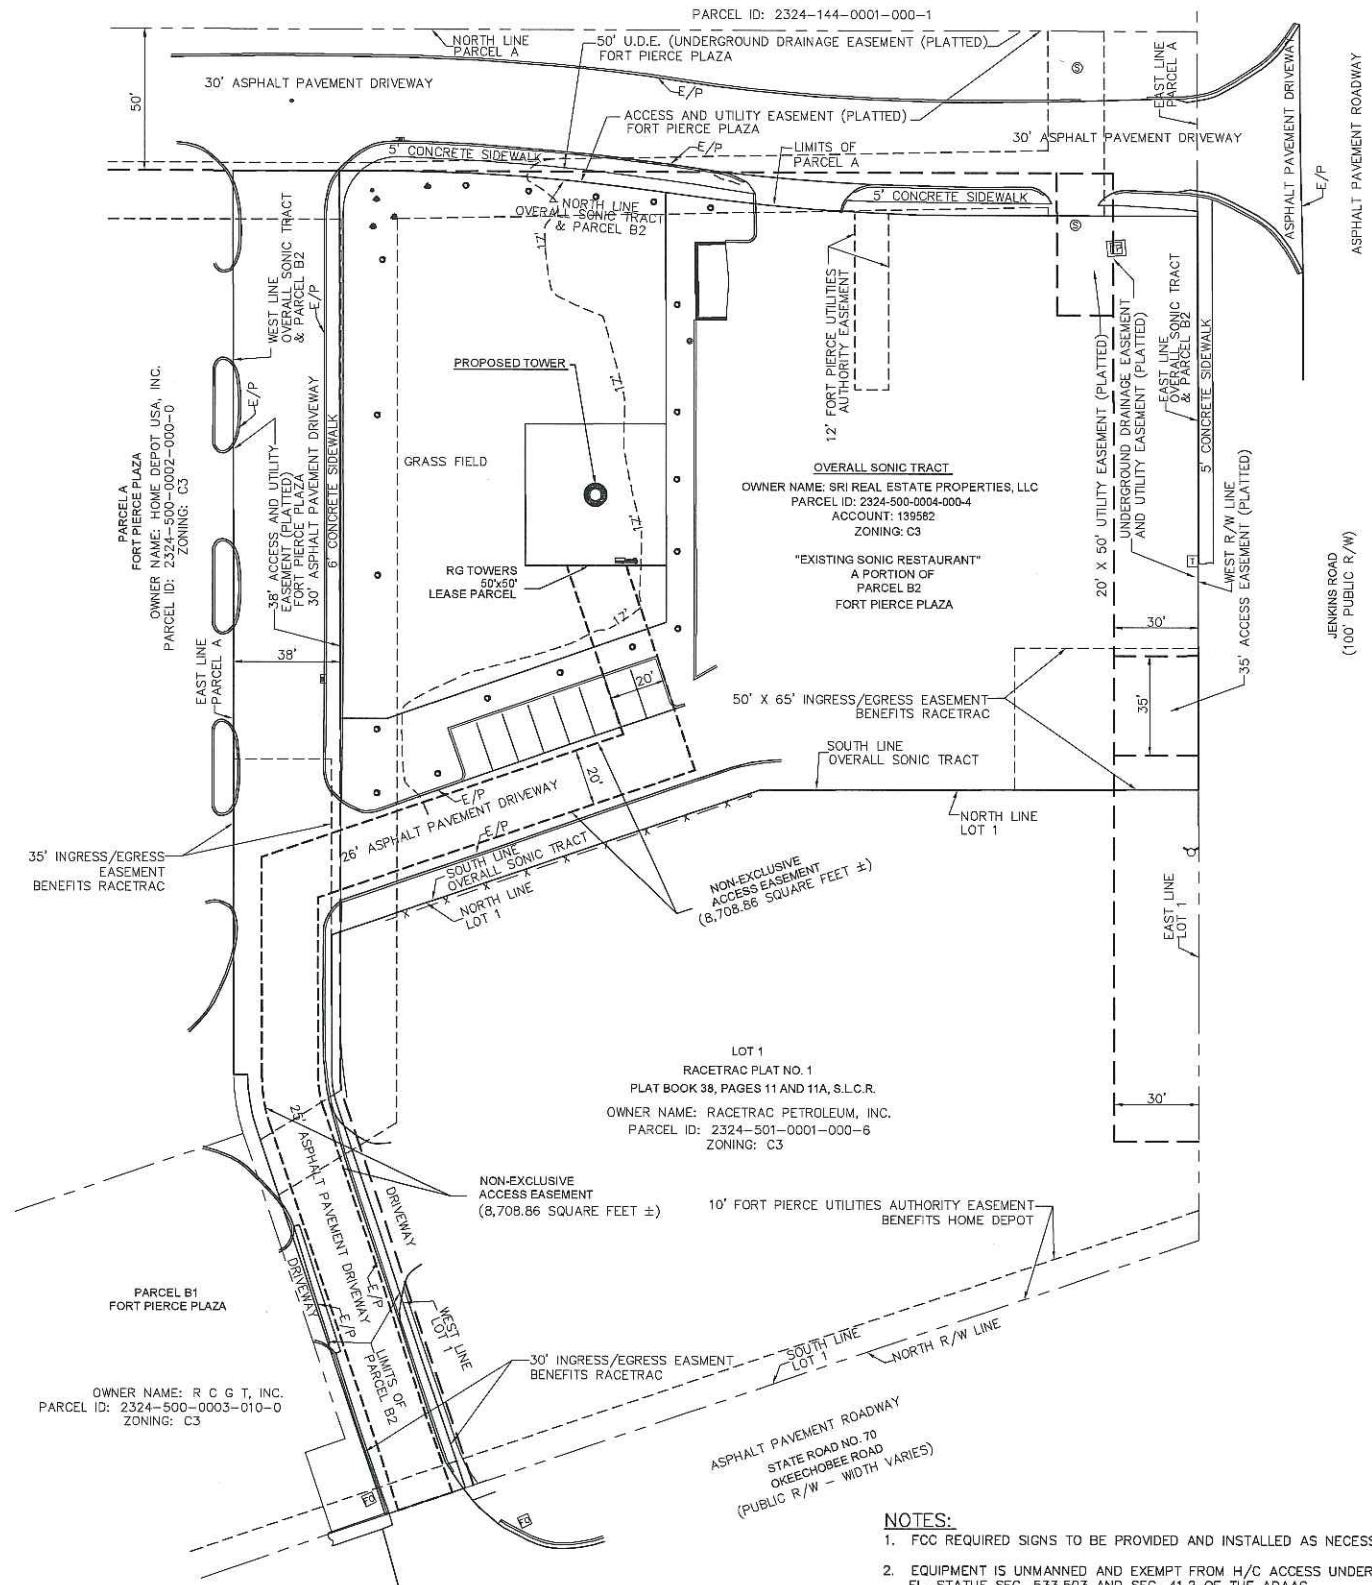 PARCEL ID: 2324-144-0001-000-1
NORTH LINE
PARCEL A
50' U.D.E. (UNDERGROUND DRAINAGE EASEMENT (PLATTED)
FORT PIERCE PLAZA
EAST LINE
PARCEL A
ASPHALT PAVEMENT DRIVEWAY
E/P
ASPHALT PAVEMENT ROADWAY
50'
30' ASPHALT PAVEMENT DRIVEWAY
E/P
ACCESS AND UTILITY EASEMENT (PLATTED)
FORT PIERCE PLAZA
30' ASPHALT PAVEMENT DRIVEWAY
S
5' CONCRETE SIDEWALK
E/P
LIMITS OF
PARCEL A
5' CONCRETE SIDEWALK
NORTH LINE
OVERALL SONIC TRACT
& PARCEL B2
12'
WEST LINE
OVERALL SONIC TRACT
& PARCEL B2
E/P
S
12' FORT PIERCE UTILITIES
AUTHORITY EASEMENT
20' X 50' UTILITY EASEMENT (PLATTED)
UNDERGROUND DRAINAGE EASEMENT
AND UTILITY EASEMENT (PLATTED)
EAST LINE
OVERALL SONIC TRACT
& PARCEL B2
5' CONCRETE SIDEWALK
WEST R/W LINE
35' ACCESS EASEMENT (PLATTED)
JENKINS ROAD
(100' PUBLIC R/W)
PARCEL A
FORT PIERCE PLAZA
OWNER NAME: HOME DEPOT USA, INC.
PARCEL ID: 2324-500-0002-000-0
ZONING: C3
E/P
38' ACCESS AND UTILITY
EASEMENT (PLATTED)
FORT PIERCE PLAZA
30' ASPHALT PAVEMENT DRIVEWAY
6' CONCRETE SIDEWALK
PROPOSED TOWER
12'
GRASS FIELD
12'
RG TOWERS
50'x50'
LEASE PARCEL
12'
OVERALL SONIC TRACT
OWNER NAME: SRI REAL ESTATE PROPERTIES, LLC
PARCEL ID: 2324-500-0004-000-4
ACCOUNT: 139582
ZONING: C3
"EXISTING SONIC RESTAURANT"
A PORTION OF
PARCEL B2
FORT PIERCE PLAZA
T
30'
38'
EAST LINE
PARCEL A
20'
35'
50' X 65' INGRESS/EGRESS EASEMENT
BENEFITS RACETRAC
SOUTH LINE
OVERALL SONIC TRACT
20'
E/P
26' ASPHALT PAVEMENT DRIVEWAY
E/P
NORTH LINE
LOT 1
35' INGRESS/EGRESS
EASEMENT
BENEFITS RACETRAC
SOUTH LINE
OVERALL SONIC TRACT
NORTH LINE
LOT 1
NON-EXCLUSIVE
ACCESS EASEMENT
(8,708.86 SQUARE FEET ±)
EAST LINE
LOT 1
LOT 1
RACETRAC PLAT NO. 1
PLAT BOOK 38, PAGES 11 AND 11A, S.L.C.R.
OWNER NAME: RACETRAC PETROLEUM, INC.
PARCEL ID: 2324-501-0001-000-6
ZONING: C3
30'
25' ASPHALT PAVEMENT DRIVEWAY
NON-EXCLUSIVE
ACCESS EASEMENT
(8,708.86 SQUARE FEET ±)
DRIVEWAY
10' FORT PIERCE UTILITIES AUTHORITY EASEMENT
BENEFITS HOME DEPOT
DRIVEWAY
E/P
E/P
PARCEL B1
FORT PIERCE PLAZA
WEST LINE
LOT 1
LIMITS OF
PARCEL B2
30' INGRESS/EGRESS EASMENT
BENEFITS RACETRAC
SOUTH LINE
LOT 1
NORTH R/W LINE
OWNER NAME: R C G T, INC.
PARCEL ID: 2324-500-0003-010-0
ZONING: C3
ASPHALT PAVEMENT ROADWAY
STATE ROAD NO. 70
OKEECHOBEE ROAD
(PUBLIC R/W - WIDTH VARIES)
NOTES:
1. FCC REQUIRED SIGNS TO BE PROVIDED AND INSTALLED AS NECESS
2. EQUIPMENT IS UNMANNED AND EXEMPT FROM H/C ACCESS UNDER